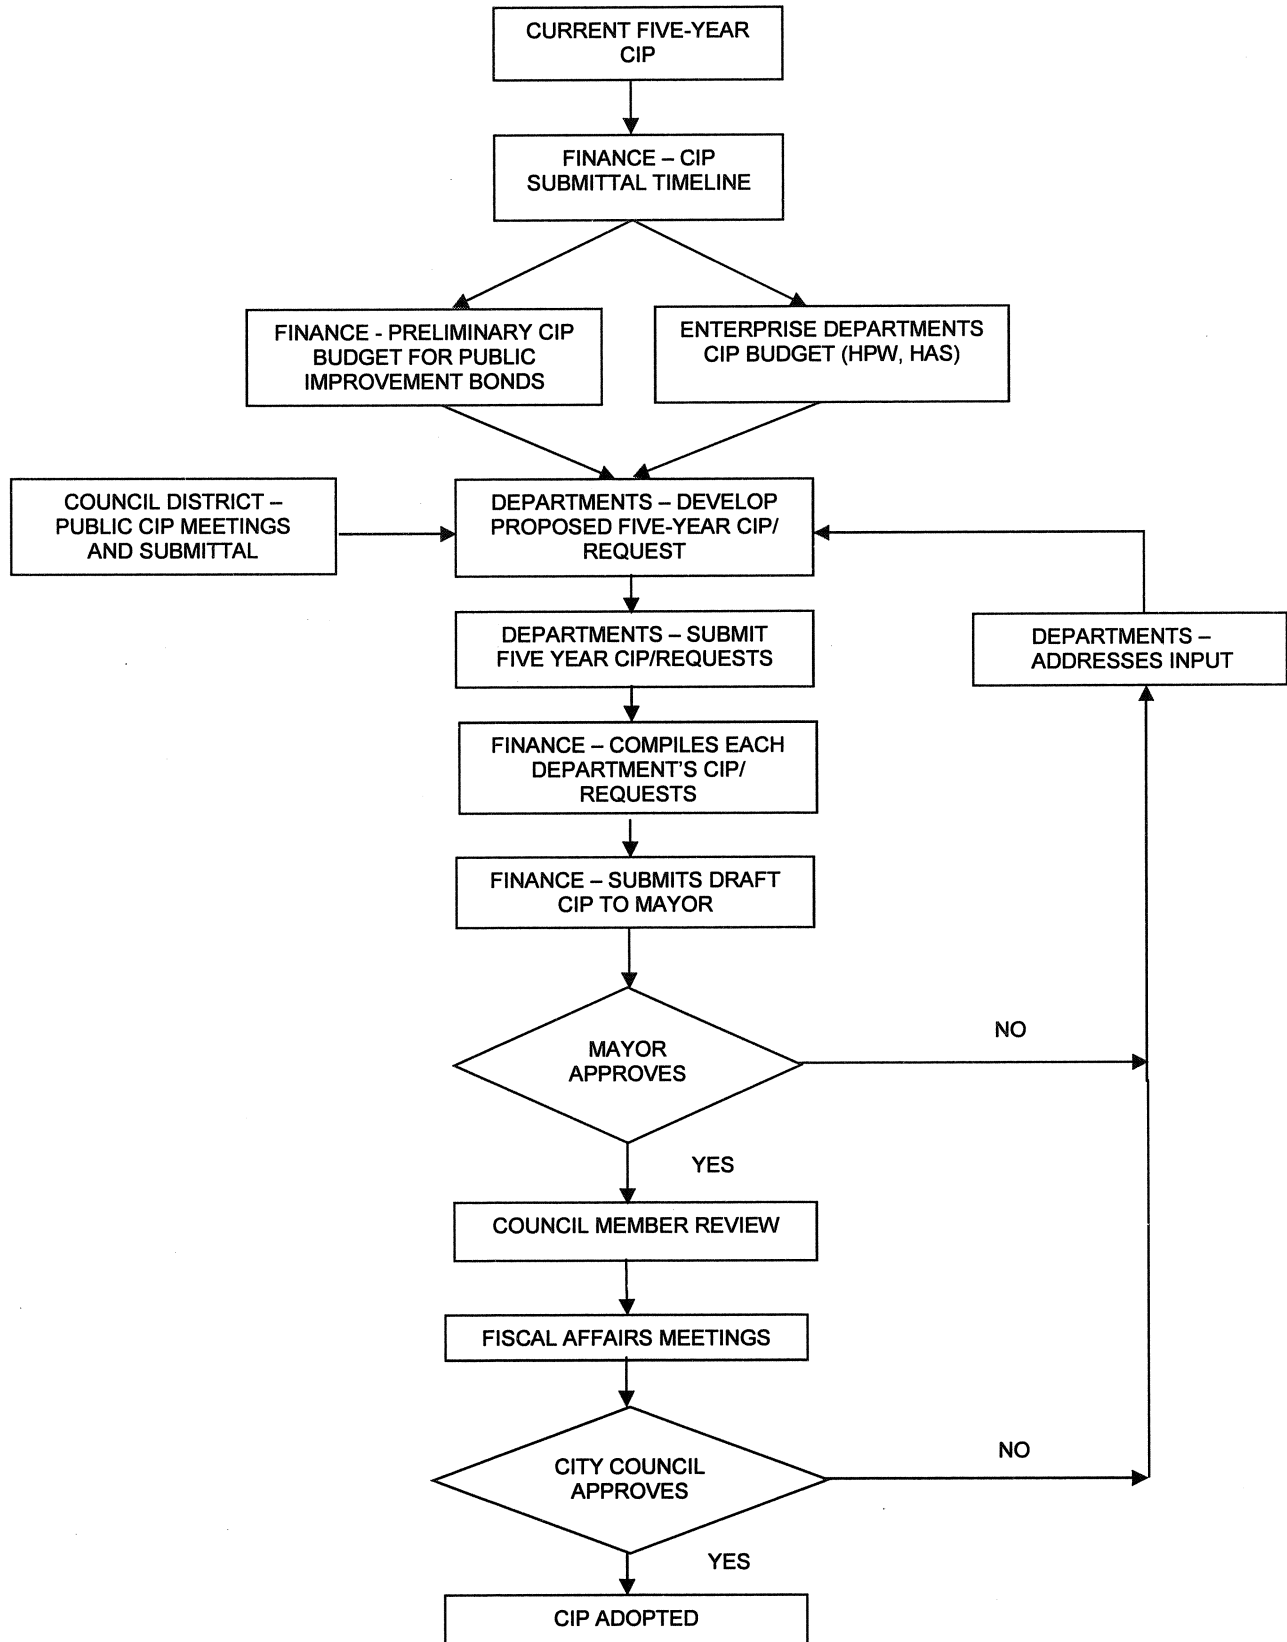 CURRENT FIVE-YEAR
CIP
FINANCE – CIP
SUBMITTAL TIMELINE
FINANCE - PRELIMINARY CIP
BUDGET FOR PUBLIC
IMPROVEMENT BONDS
ENTERPRISE DEPARTMENTS
CIP BUDGET (HPW, HAS)
COUNCIL DISTRICT –
PUBLIC CIP MEETINGS
AND SUBMITTAL
DEPARTMENTS – DEVELOP
PROPOSED FIVE-YEAR CIP/
REQUEST
DEPARTMENTS – SUBMIT
FIVE YEAR CIP/REQUESTS
DEPARTMENTS –
ADDRESSES INPUT
FINANCE – COMPILES EACH
DEPARTMENT'S CIP/
REQUESTS
FINANCE – SUBMITS DRAFT
CIP TO MAYOR
MAYOR
APPROVES
NO
YES
COUNCIL MEMBER REVIEW
FISCAL AFFAIRS MEETINGS
CITY COUNCIL
APPROVES
NO
YES
CIP ADOPTED